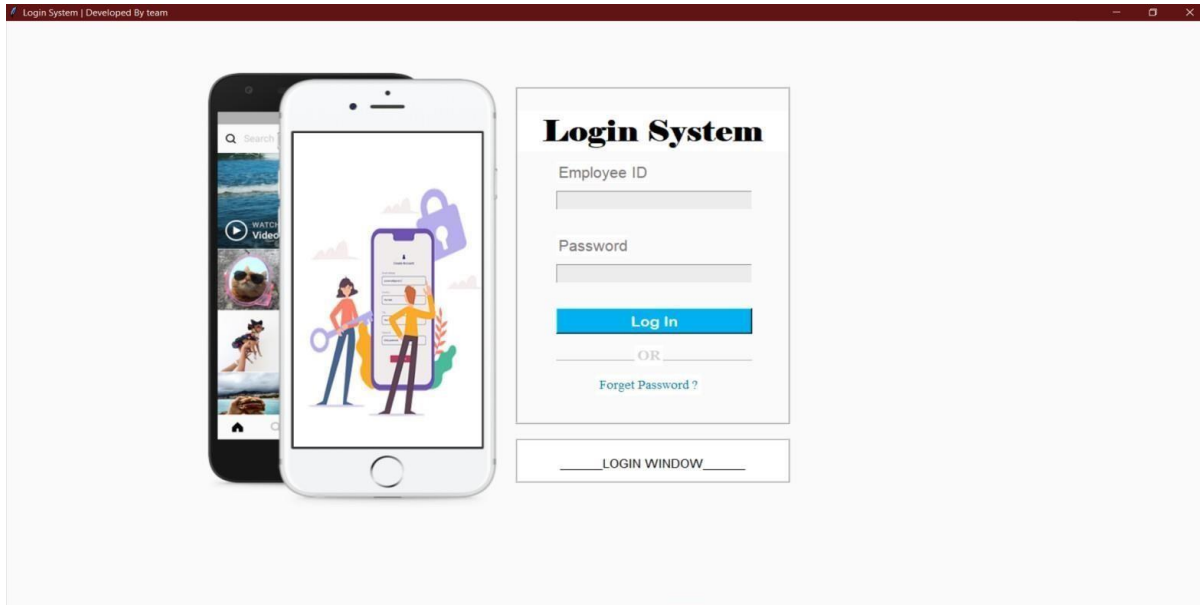 Login System | Developed By team
Search
WATCH
Video
Login System
Employee ID
Password
Log In
OR
Forget Password ?
______LOGIN WINDOW______